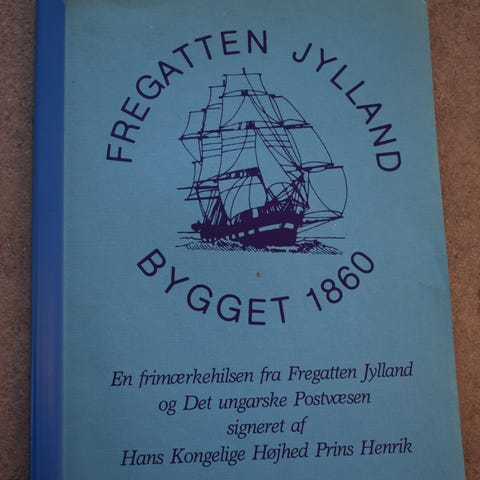 FREGATTEN JYLLAND
BYGGET 1860
En frimærkehilsen fra Fregatten Jylland
og Det ungarske Postvæsen
signeret af
Hans Kongelige Højhed Prins Henrik